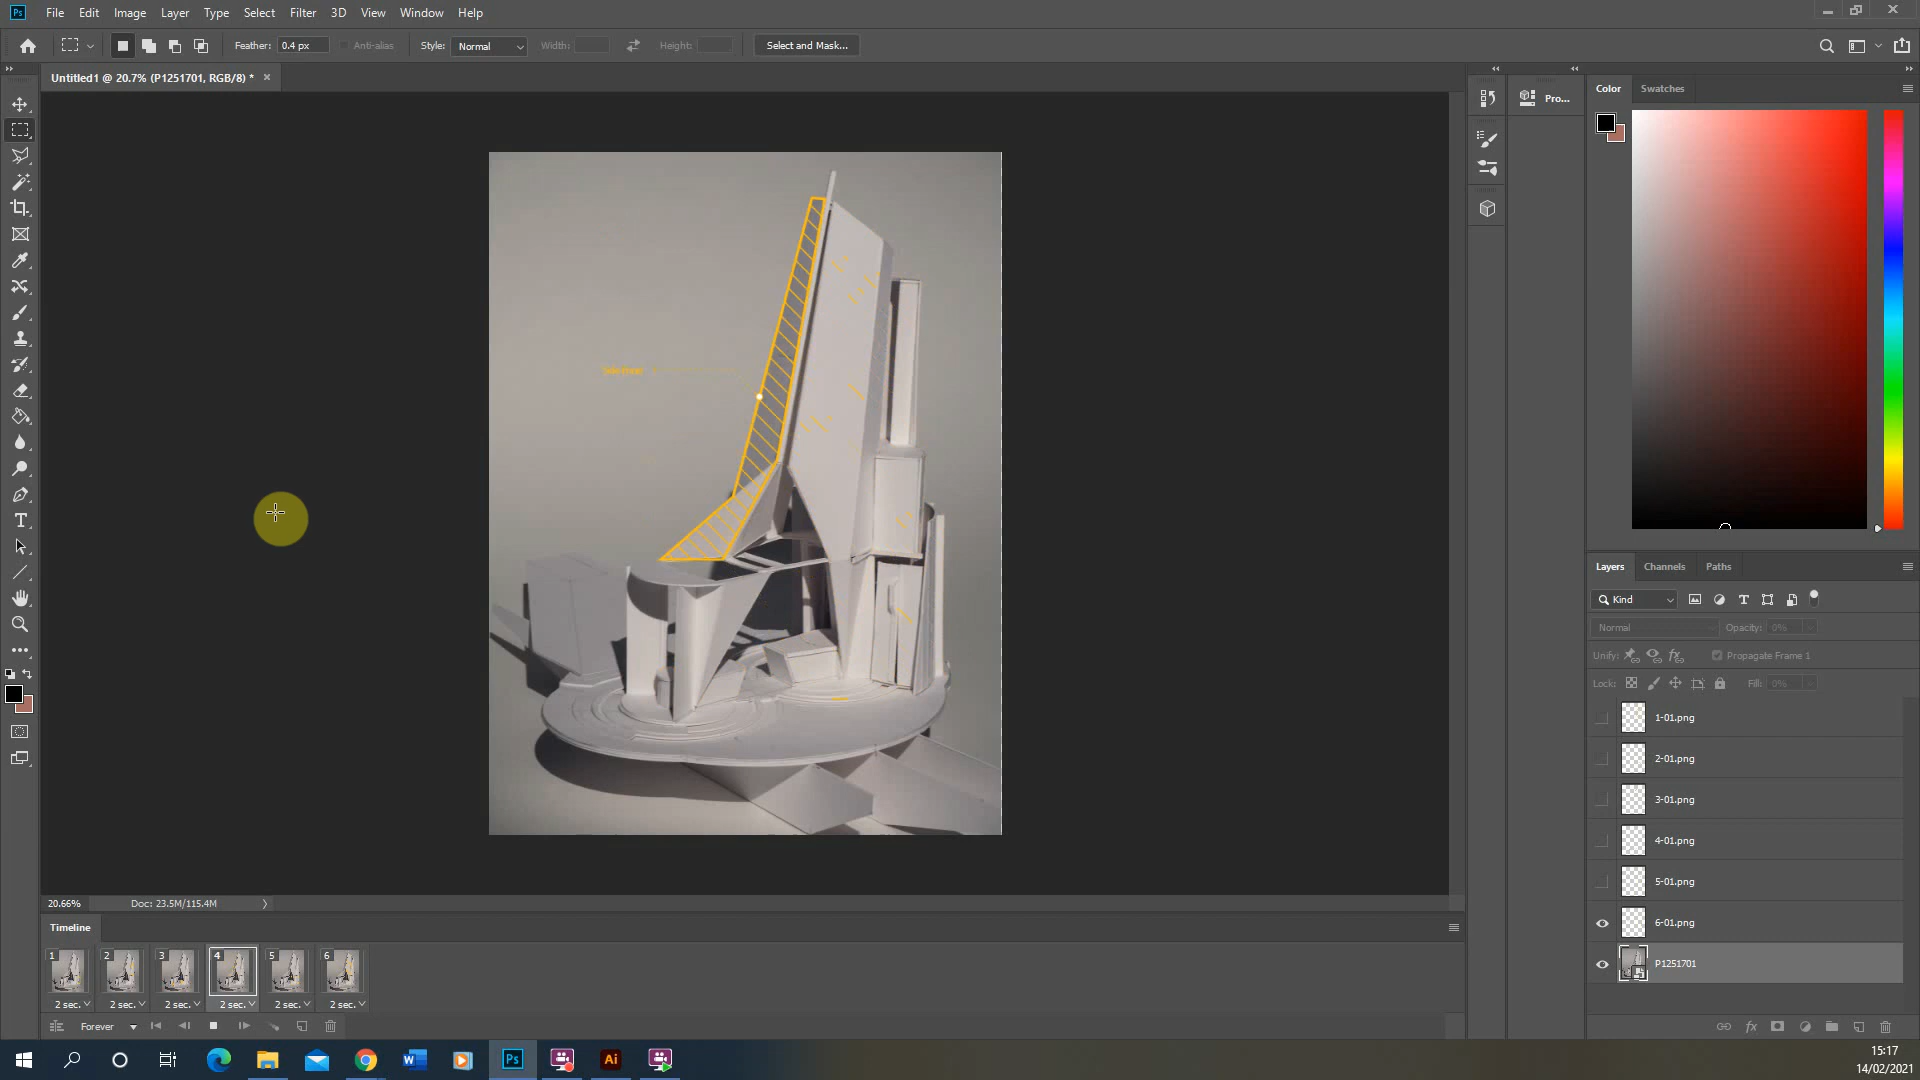 Ps File Edit Image Layer Type Select Filter 3D View Window Help
Feather: 0.4 px Anti-alias Style: Normal Width: Height: Select and Mask...
Untitled1 @ 20.7% (P1251701, RGB/8) * ×
Pro...
Color Swatches
Layers Channels Paths
Kind
Normal Opacity: 0%
Unify: Propagate Frame 1
Lock: Fill: 0%
1-01.png
2-01.png
3-01.png
4-01.png
5-01.png
6-01.png
P1251701
20.66% Doc: 23.5M/115.4M
Timeline
1 2 3 4 5 6
2 sec. 2 sec. 2 sec. 2 sec. 2 sec. 2 sec.
Forever
Ps Ai
15:17
14/02/2021